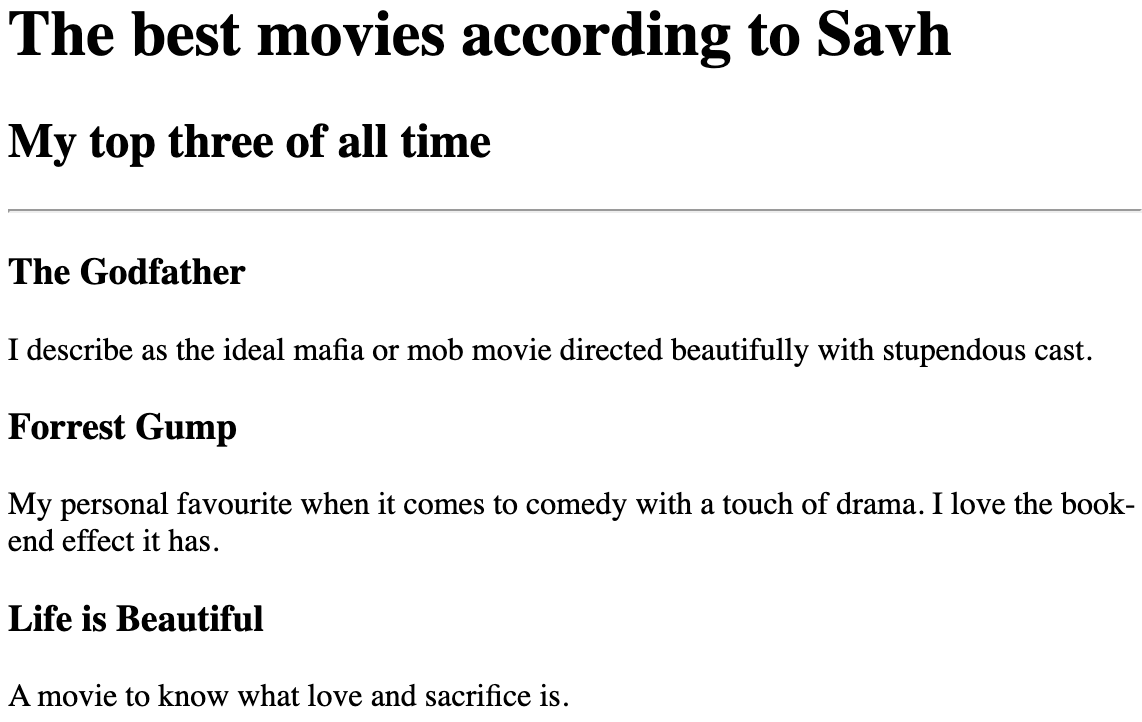 The best movies according to Savh
My top three of all time
The Godfather
I describe as the ideal mafia or mob movie directed beautifully with stupendous cast.
Forrest Gump
My personal favourite when it comes to comedy with a touch of drama. I love the book-
end effect it has.
Life is Beautiful
A movie to know what love and sacrifice is.